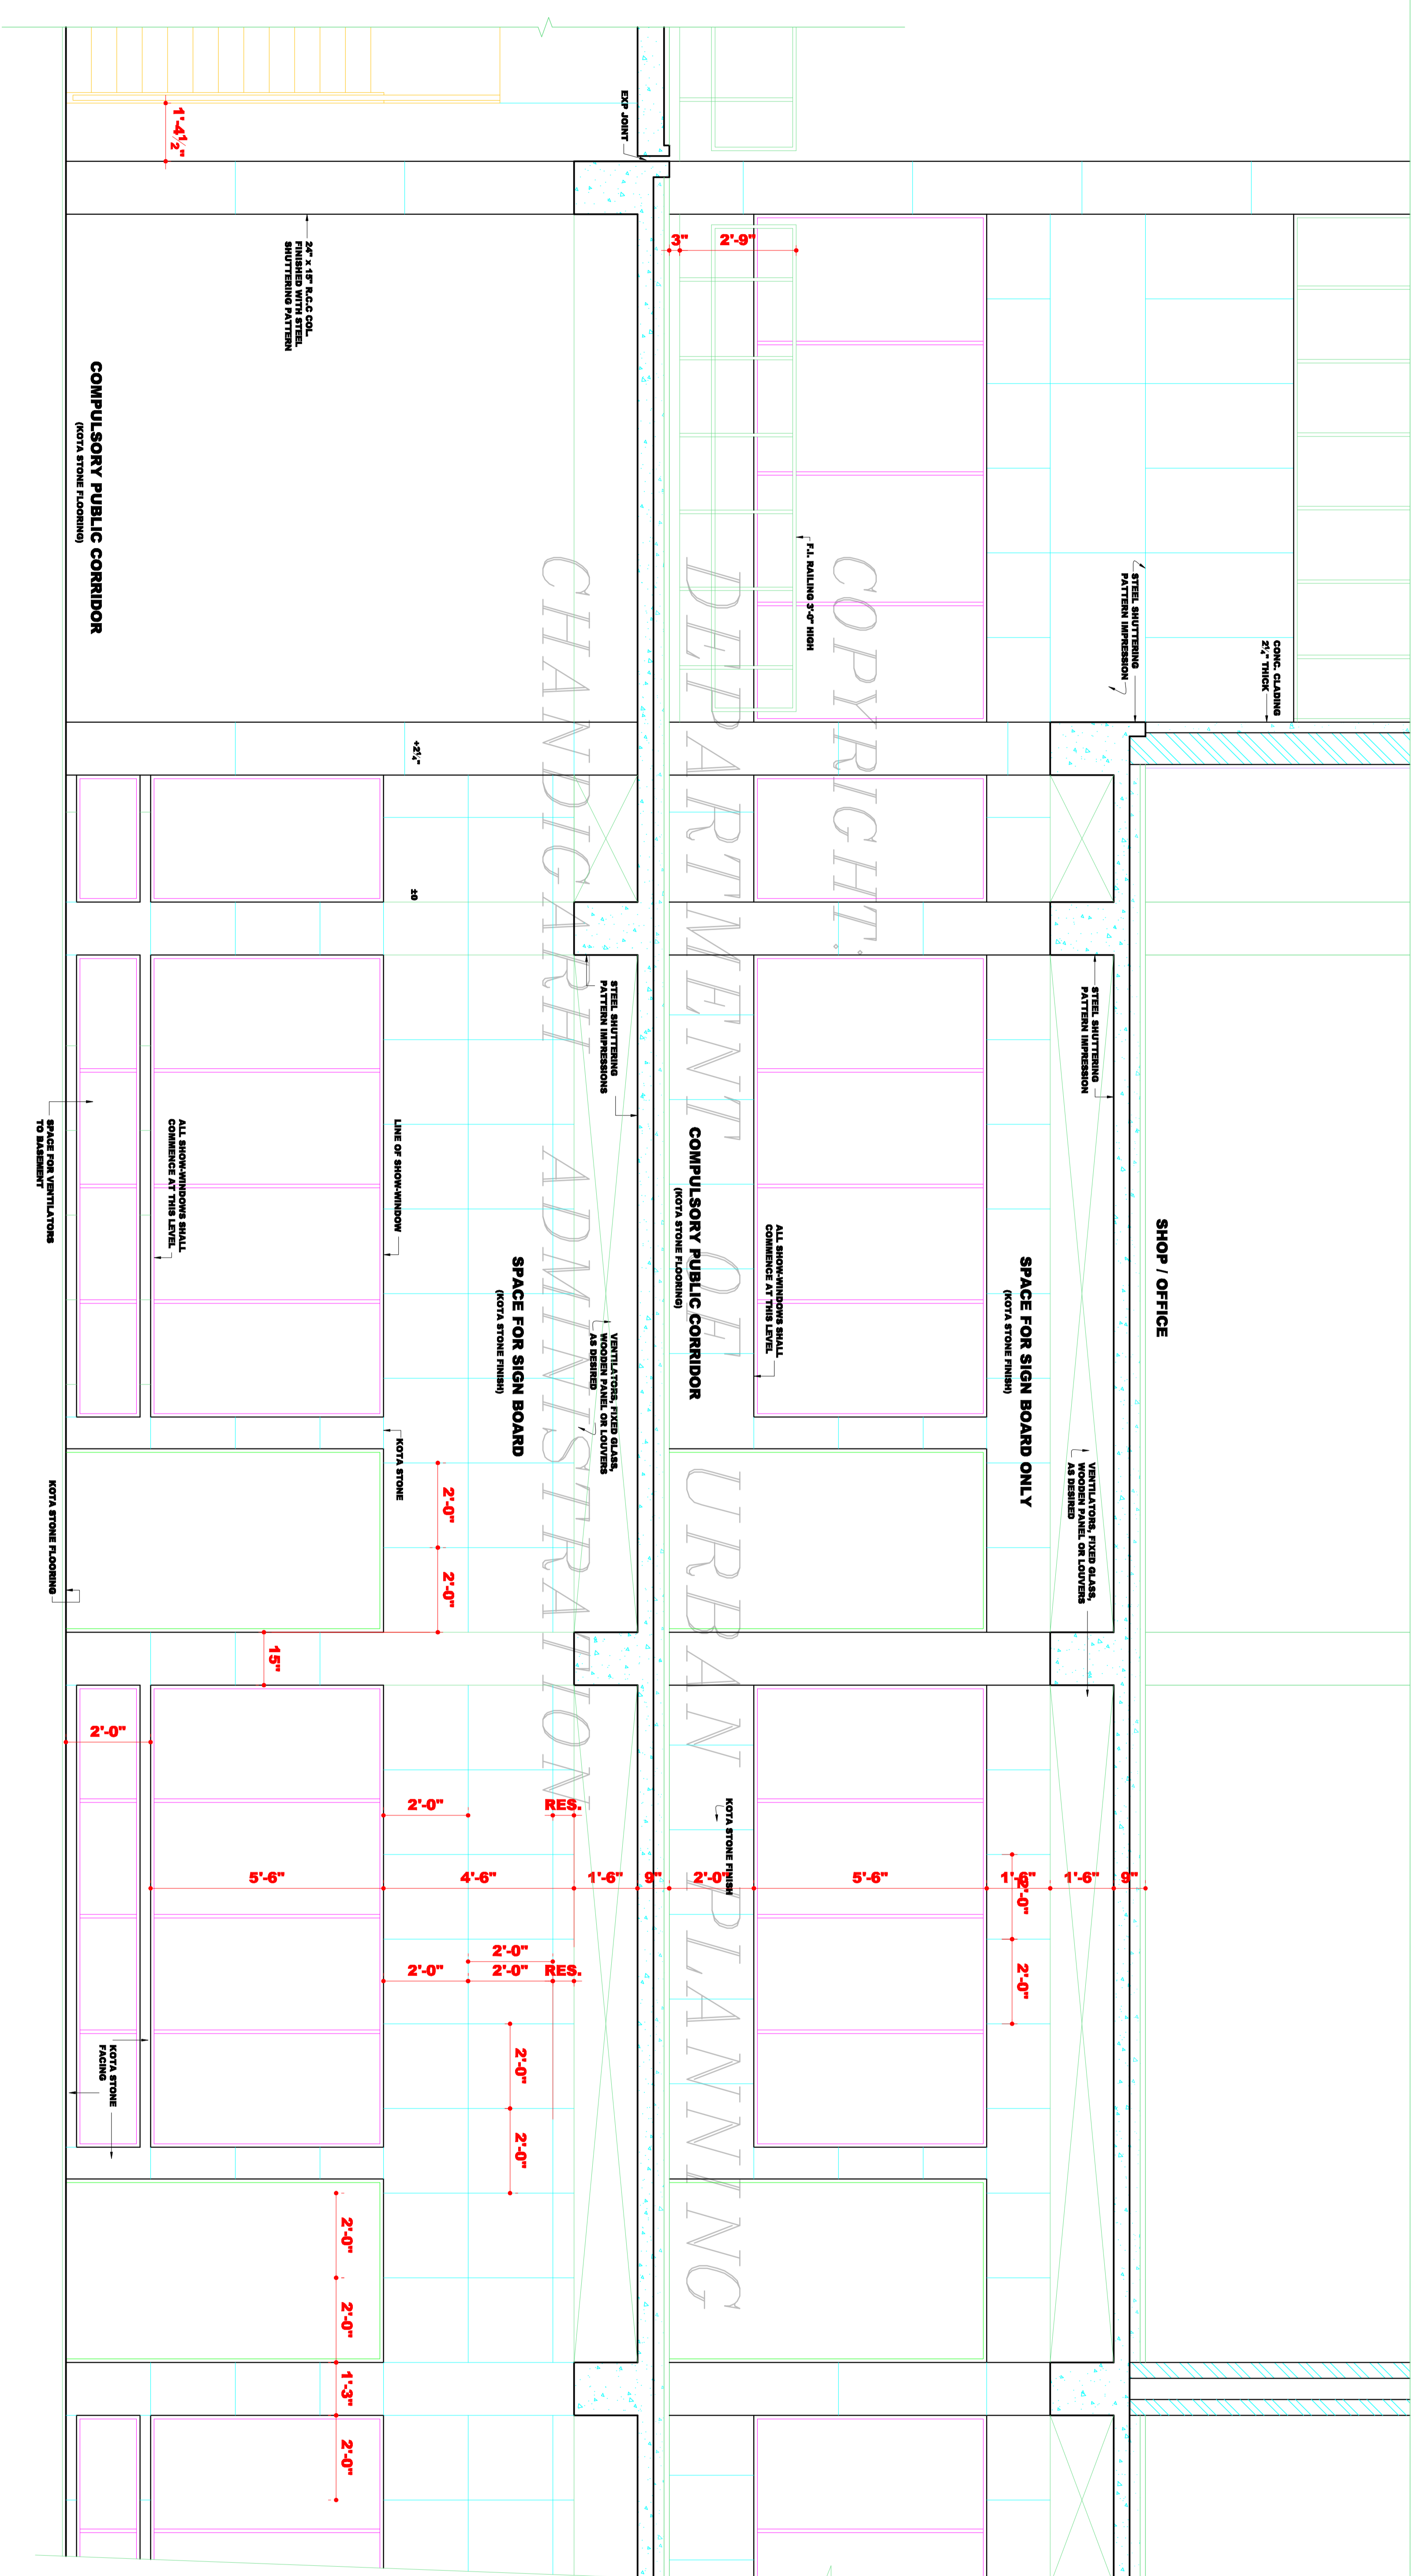 CONC. CLADING
2¼" THICK
STEEL SHUTTERING
PATTERN IMPRESSION
SHOP / OFFICE
STEEL SHUTTERING
PATTERN IMPRESSION
VENTILATORS, FIXED GLASS,
WOODEN PANEL OR LOUVERS
AS DESIRED
SPACE FOR SIGN BOARD ONLY
(KOTA STONE FINISH)
2'-0"
2'-0"
F.I. RAILING 3'-0" HIGH
ALL SHOW-WINDOWS SHALL
COMMENCE AT THIS LEVEL
KOTA STONE FINISH
COPYRIGHT:
DEPARTMENT OF URBAN PLANNING
CHANDIGARH ADMINISTRATION
COMPULSORY PUBLIC CORRIDOR
(KOTA STONE FLOORING)
3"
2'-9"
EXP JOINT
STEEL SHUTTERING
PATTERN IMPRESSIONS
VENTILATORS, FIXED GLASS,
WOODEN PANEL OR LOUVERS
AS DESIRED
SPACE FOR SIGN BOARD
(KOTA STONE FINISH)
2'-0"
2'-0"
2'-0"
2'-0"
+2¼"
±0
LINE OF SHOW-WINDOW
KOTA STONE
24" x 15" R.C.C COL.
FINISHED WITH STEEL
SHUTTERING PATTERN
2'-0"
2'-0"
1'-3"
2'-0"
15"
1'-4½"
ALL SHOW-WINDOWS SHALL
COMMENCE AT THIS LEVEL
COMPULSORY PUBLIC CORRIDOR
(KOTA STONE FLOORING)
KOTA STONE
FACING
SPACE FOR VENTILATORS
TO BASEMENT
KOTA STONE FLOORING
2'-0"
2'-0"
RES.
5'-6"
4'-6"
1'-6"
9"
2'-0"
5'-6"
1'-6"
1'-6"
9"
2'-0"
2'-0"
2'-0"
RES.